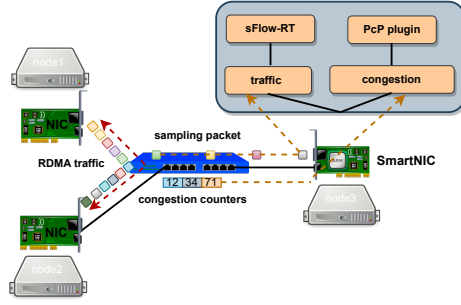 sFlow-RT
PcP plugin
traffic
congestion
node1
NIC
sampling packet
RDMA traffic
SmartNIC
12 34 71
congestion counters
node3
NIC
node2